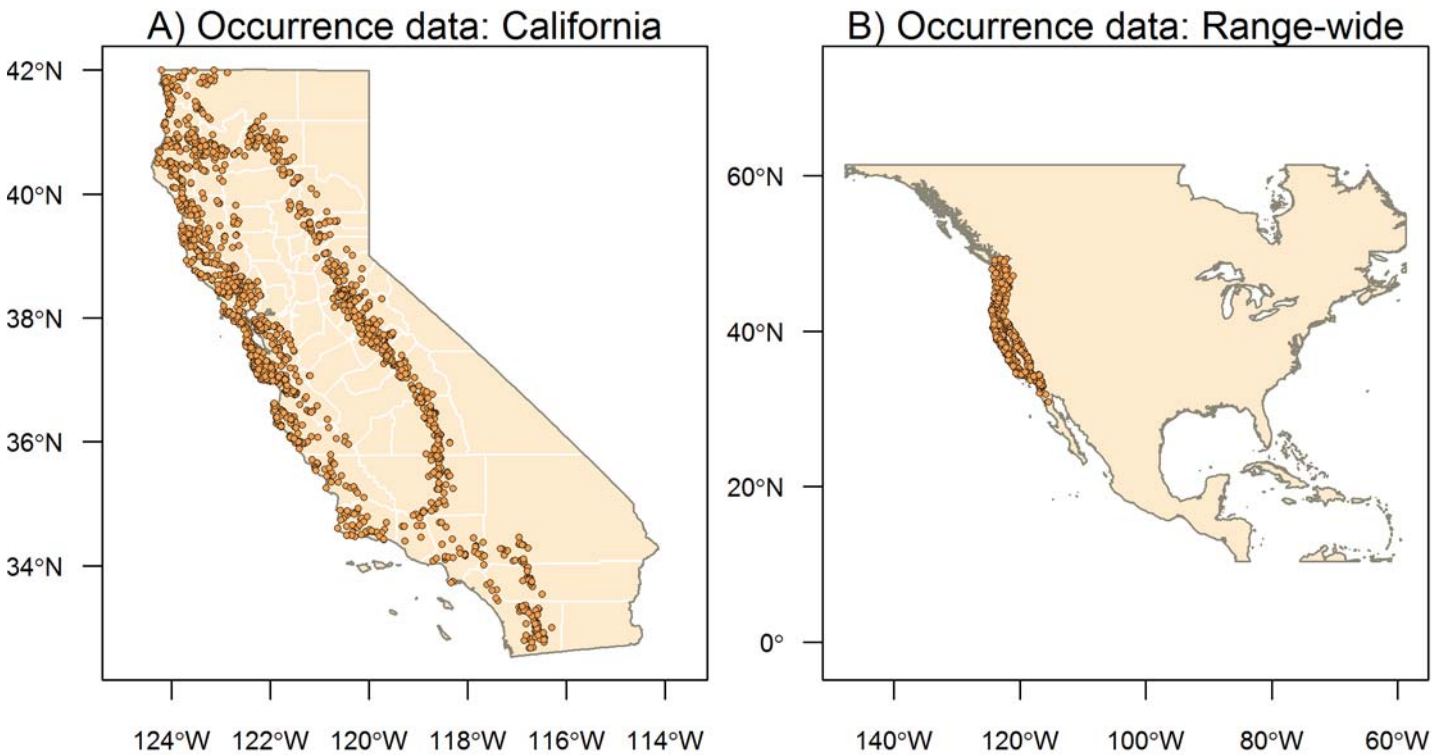 A) Occurrence data: California
42°N
40°N
38°N
36°N
34°N
124°W 122°W 120°W 118°W 116°W 114°W
B) Occurrence data: Range-wide
60°N
40°N
20°N
0°
140°W 120°W 100°W 80°W 60°W